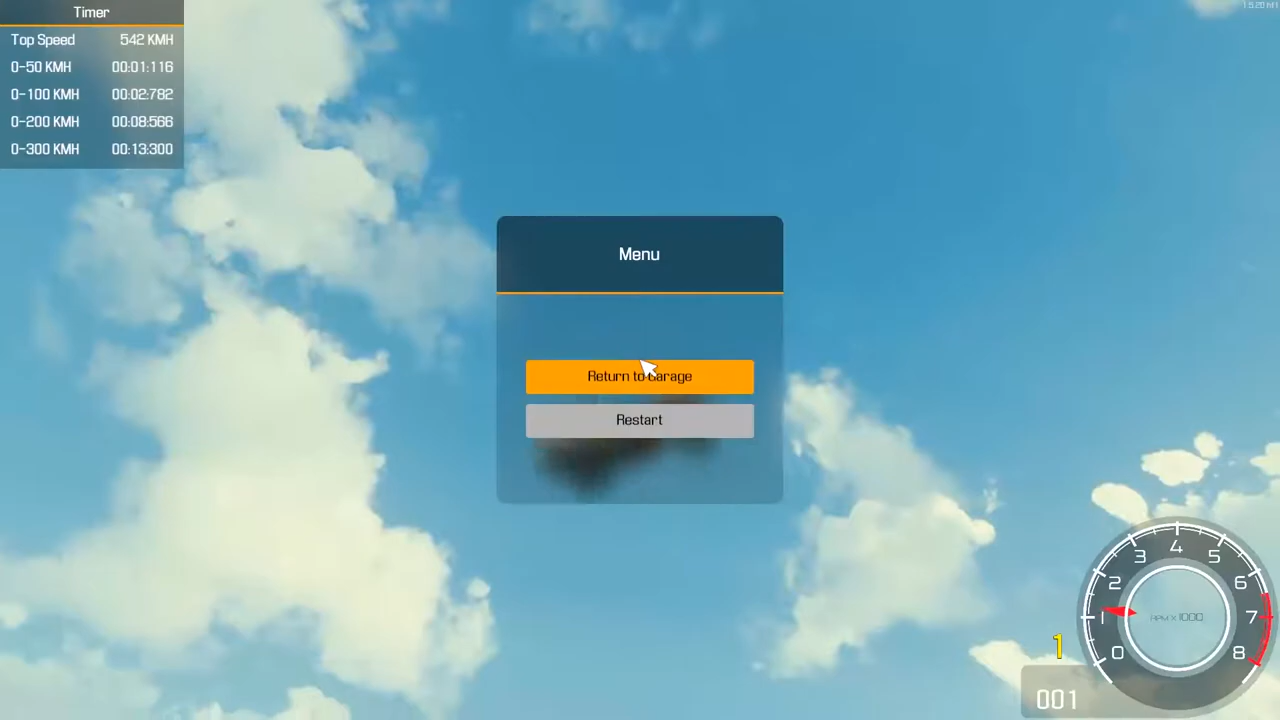 Timer
Top Speed 542 KMH
0-50 KMH 00:01:116
0-100 KMH 00:02:782
0-200 KMH 00:08:566
0-300 KMH 00:13:300
Menu
Return to Garage
Restart
0 1 2 3 4 5 6 7 8
RPM X 1000
1
001